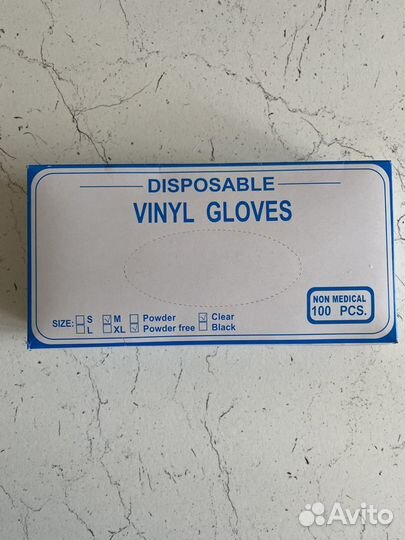 DISPOSABLE
VINYL GLOVES
SIZE: S M Powder Clear
L XL Powder free Black
NON MEDICAL
100 PCS.
Avito